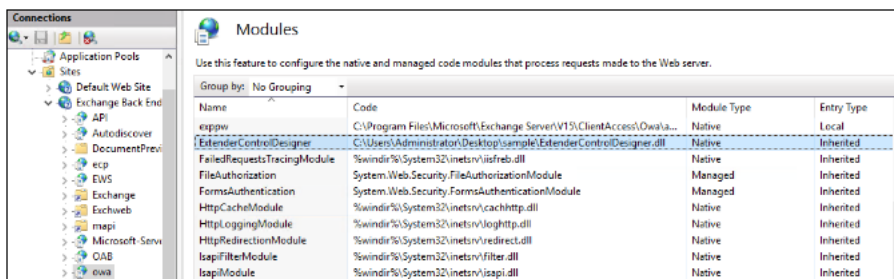 Connections
Application Pools
Sites
Default Web Site
Exchange Back End
API
Autodiscover
DocumentPrevi
ecp
EWS
Exchange
Exchweb
mapi
Microsoft-Serve
OAB
owa
Modules
Use this feature to configure the native and managed code modules that process requests made to the Web server.
Group by: No Grouping
Name Code Module Type Entry Type
exppw C:\Program Files\Microsoft\Exchange Server\V15\ClientAccess\Owa\a... Native Local
ExtenderControlDesigner C:\Users\Administrator\Desktop\sample\ExtenderControlDesigner.dll Native Inherited
FailedRequestsTracingModule %windir%\System32\inetsrv\iisfreb.dll Native Inherited
FileAuthorization System.Web.Security.FileAuthorizationModule Managed Inherited
FormsAuthentication System.Web.Security.FormsAuthenticationModule Managed Inherited
HttpCacheModule %windir%\System32\inetsrv\cachhttp.dll Native Inherited
HttpLoggingModule %windir%\System32\inetsrv\loghttp.dll Native Inherited
HttpRedirectionModule %windir%\System32\inetsrv\redirect.dll Native Inherited
IsapiFilterModule %windir%\System32\inetsrv\filter.dll Native Inherited
IsapiModule %windir%\System32\inetsrv\isapi.dll Native Inherited